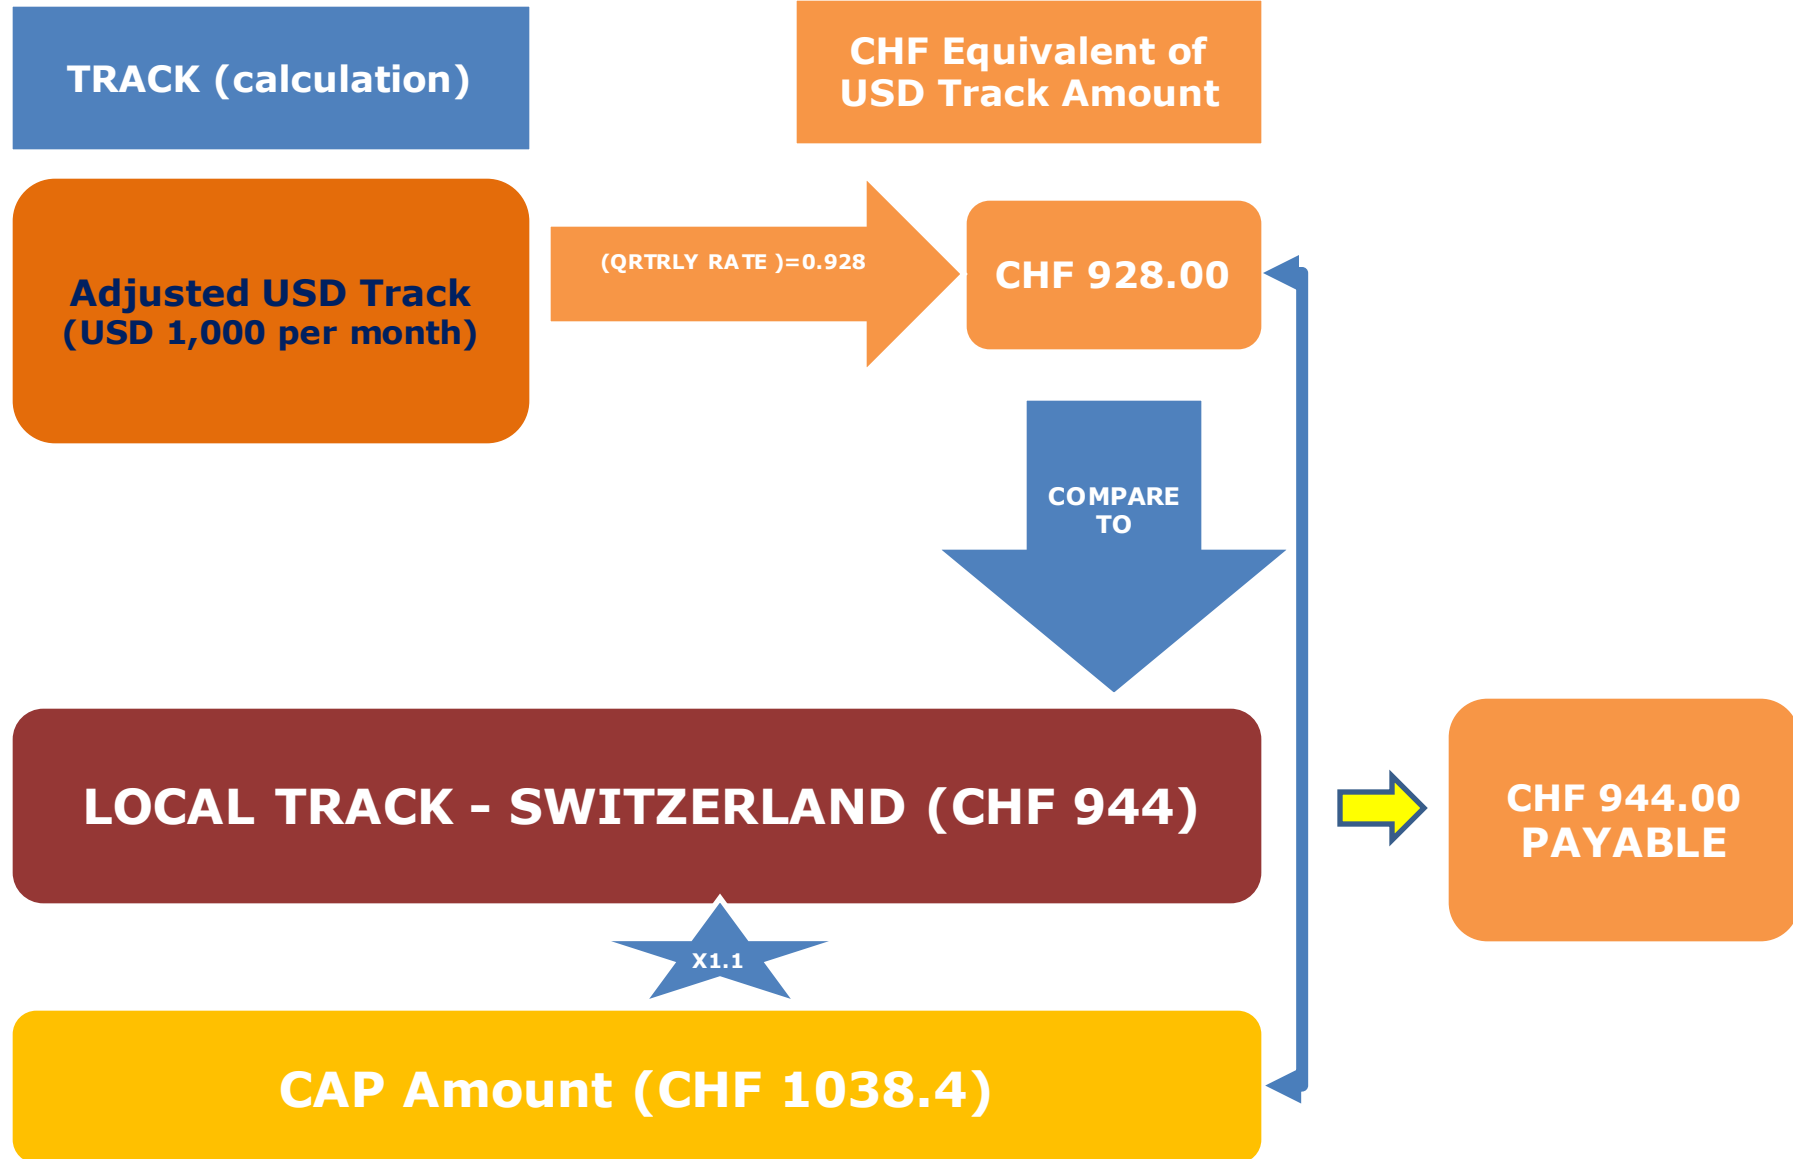 TRACK (calculation)
CHF Equivalent of
USD Track Amount
Adjusted USD Track
(USD 1,000 per month)
(QRTRLY RATE )=0.928
CHF 928.00
COMPARE
TO
LOCAL TRACK - SWITZERLAND (CHF 944)
CHF 944.00
PAYABLE
X1.1
CAP Amount (CHF 1038.4)